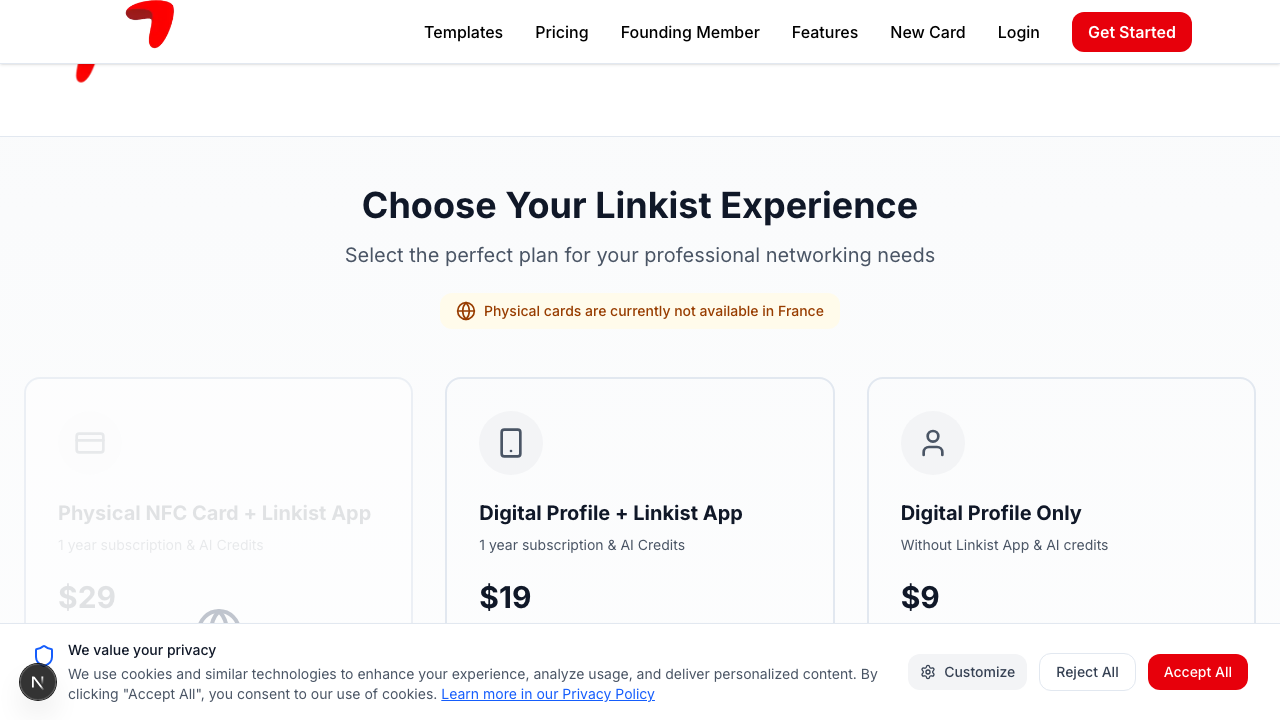 Templates Pricing Founding Member Features New Card Login Get Started
Choose Your Linkist Experience
Select the perfect plan for your professional networking needs
Physical cards are currently not available in France
Physical NFC Card + Linkist App
1 year subscription & AI Credits
$29
Digital Profile + Linkist App
1 year subscription & AI Credits
$19
Digital Profile Only
Without Linkist App & AI credits
$9
We value your privacy
We use cookies and similar technologies to enhance your experience, analyze usage, and deliver personalized content. By
clicking "Accept All", you consent to our use of cookies. Learn more in our Privacy Policy
Customize
Reject All
Accept All
N